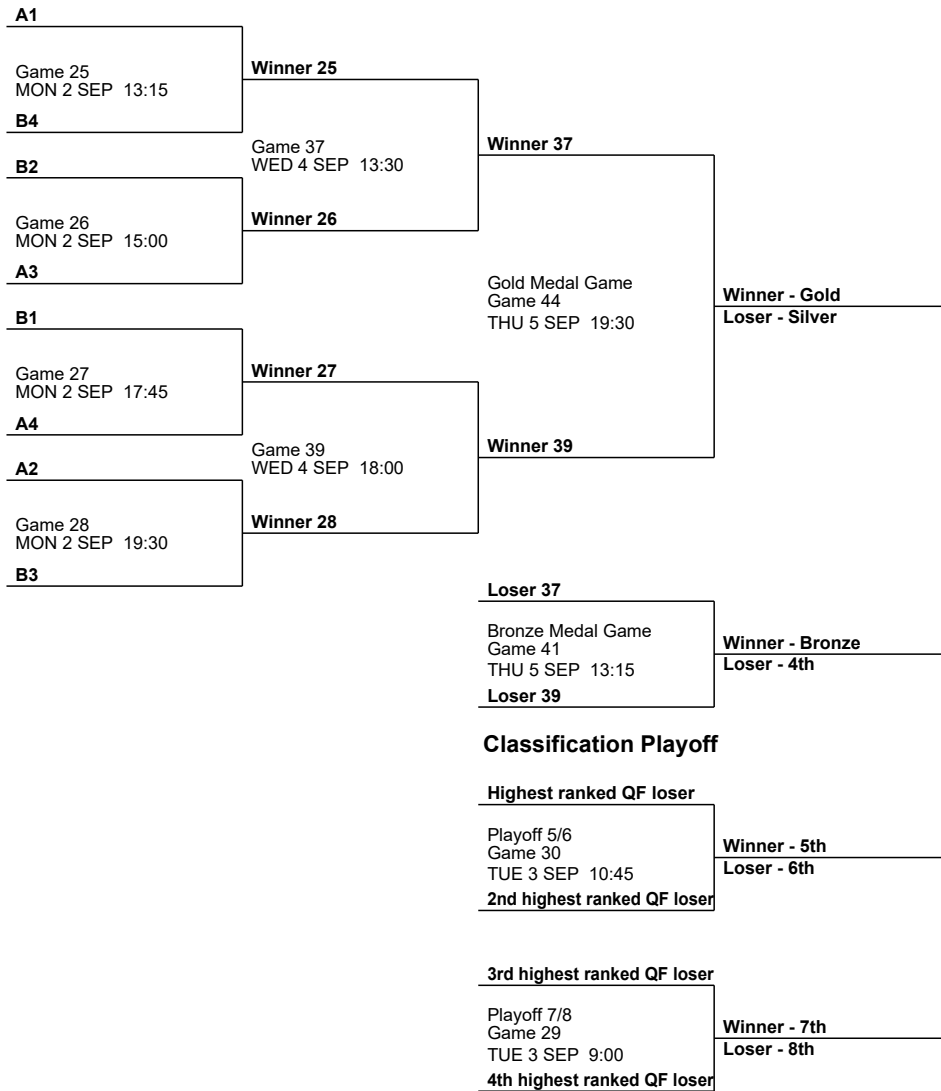 A1
Game 25
MON 2 SEP 13:15
B4
B2
Game 26
MON 2 SEP 15:00
A3
B1
Game 27
MON 2 SEP 17:45
A4
A2
Game 28
MON 2 SEP 19:30
B3
Winner 25
Game 37
WED 4 SEP 13:30
Winner 26
Winner 27
Game 39
WED 4 SEP 18:00
Winner 28
Winner 37
Gold Medal Game
Game 44
THU 5 SEP 19:30
Winner 39
Winner - Gold
Loser - Silver
Loser 37
Bronze Medal Game
Game 41
THU 5 SEP 13:15
Loser 39
Winner - Bronze
Loser - 4th
Classification Playoff
Highest ranked QF loser
Playoff 5/6
Game 30
TUE 3 SEP 10:45
2nd highest ranked QF loser
Winner - 5th
Loser - 6th
3rd highest ranked QF loser
Playoff 7/8
Game 29
TUE 3 SEP 9:00
4th highest ranked QF loser
Winner - 7th
Loser - 8th